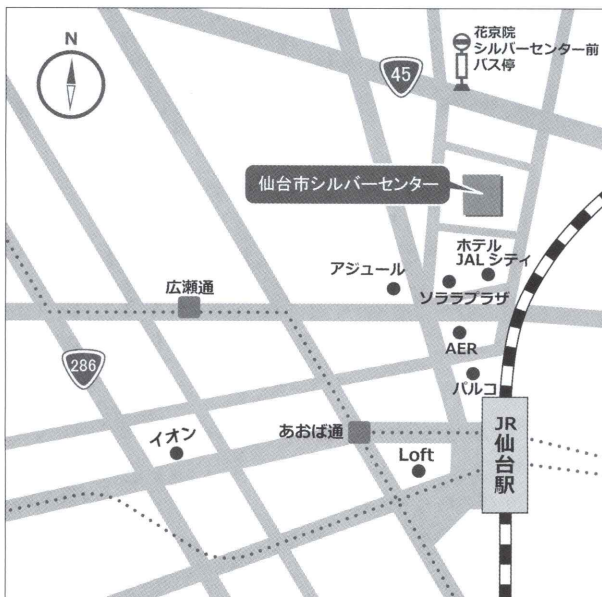 N
45
花京院
シルバーセンター前
バス停
仙台市シルバーセンター
ホテル
JALシティ
アジュール
ソララプラザ
広瀬通
AER
286
パルコ
イオン
あおば通
Loft
JR
仙台駅